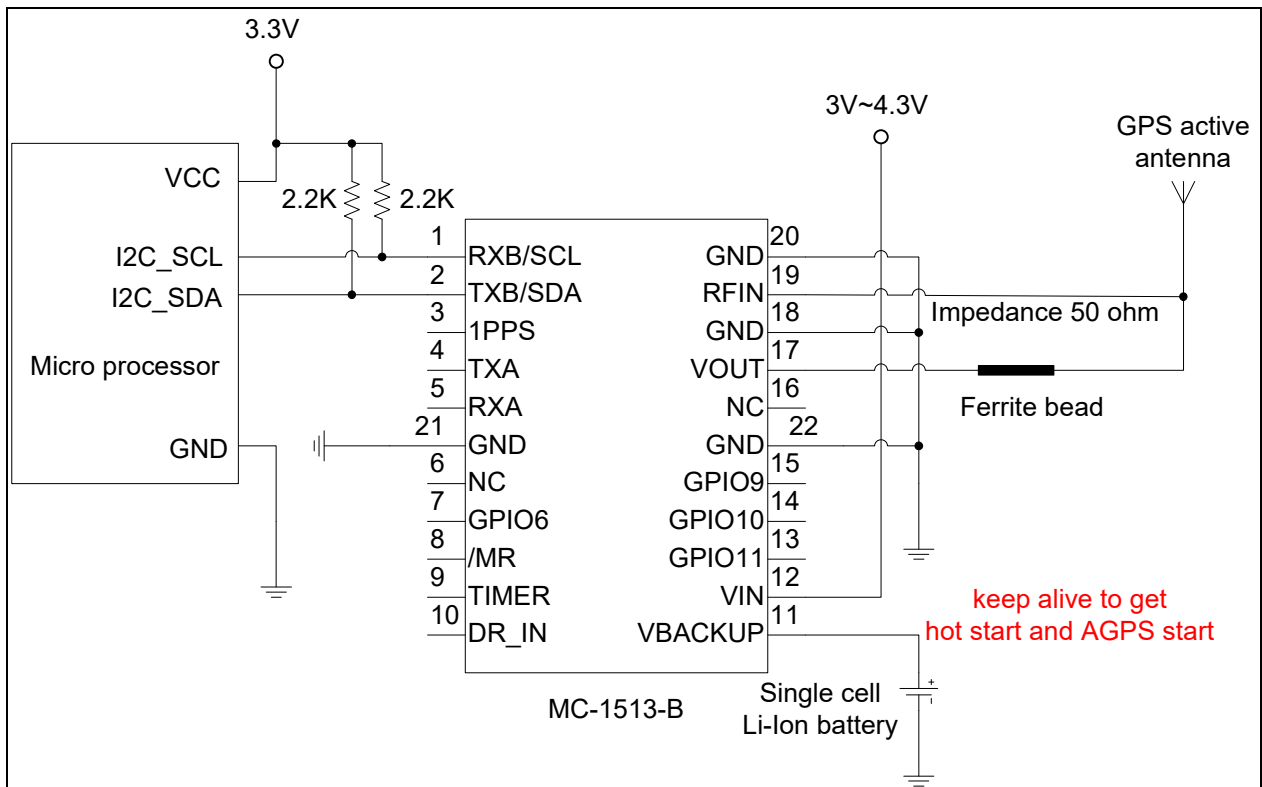 3.3V
3V~4.3V
GPS active
antenna
VCC
2.2K
2.2K
I2C_SCL
I2C_SDA
Micro processor
GND
1
RXB/SCL
2
TXB/SDA
3
1PPS
4
TXA
5
RXA
21
GND
6
NC
7
GPIO6
8
/MR
9
TIMER
10
DR_IN
20
GND
19
RFIN
18
GND
17
VOUT
16
NC
22
GND
15
GPIO9
14
GPIO10
13
GPIO11
12
VIN
11
VBACKUP
MC-1513-B
Impedance 50 ohm
Ferrite bead
keep alive to get
hot start and AGPS start
Single cell
Li-Ion battery
+
-